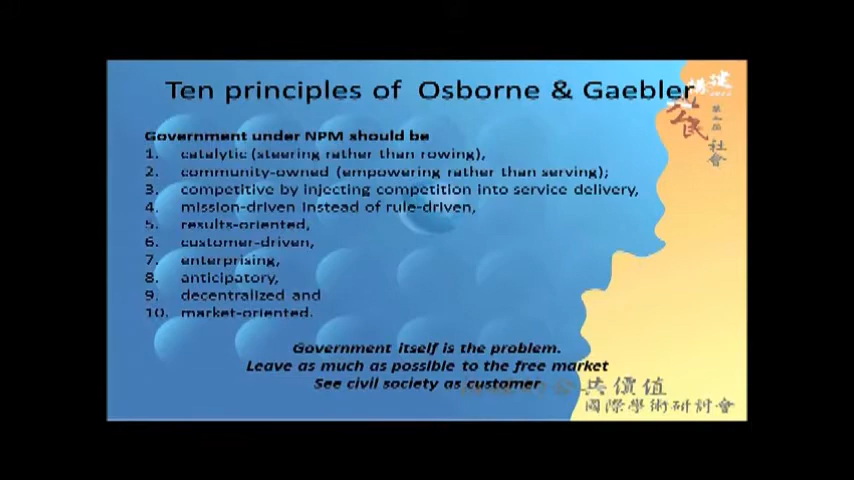 Ten principles of Osborne & Gaebler
Government under NPM should be
1. catalytic (steering rather than rowing),
2. community-owned (empowering rather than serving);
3. competitive by injecting competition into service delivery,
4. mission-driven instead of rule-driven,
5. results-oriented,
6. customer-driven,
7. enterprising,
8. anticipatory,
9. decentralized and
10. market-oriented.
Government itself is the problem.
Leave as much as possible to the free market
See civil society as customer
公民
社會
共價值
國際學術研討會